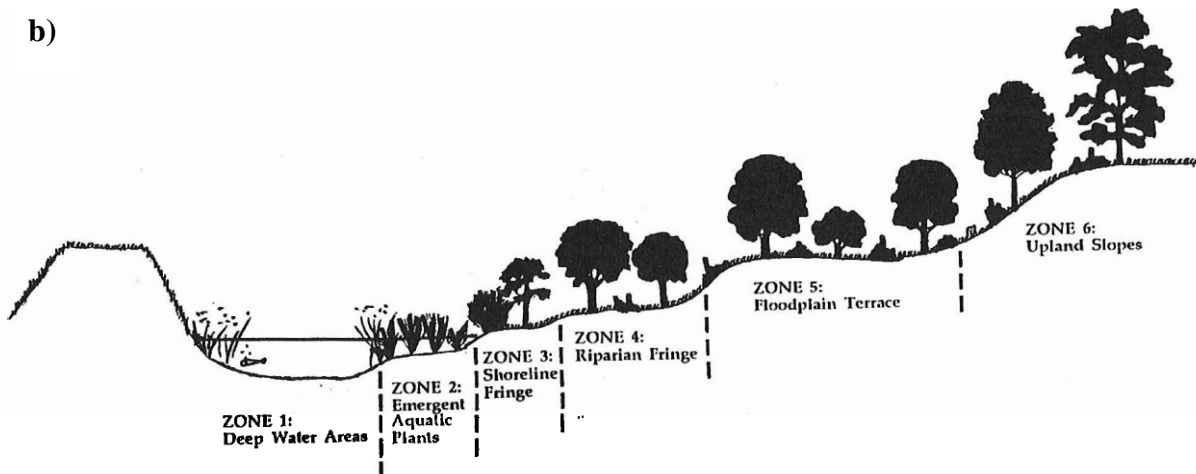 b)
ZONE 1:
Deep Water Areas
ZONE 2:
Emergent
Aquatic
Plants
ZONE 3:
Shoreline
Fringe
ZONE 4:
Riparian Fringe
ZONE 5:
Floodplain Terrace
ZONE 6:
Upland Slopes